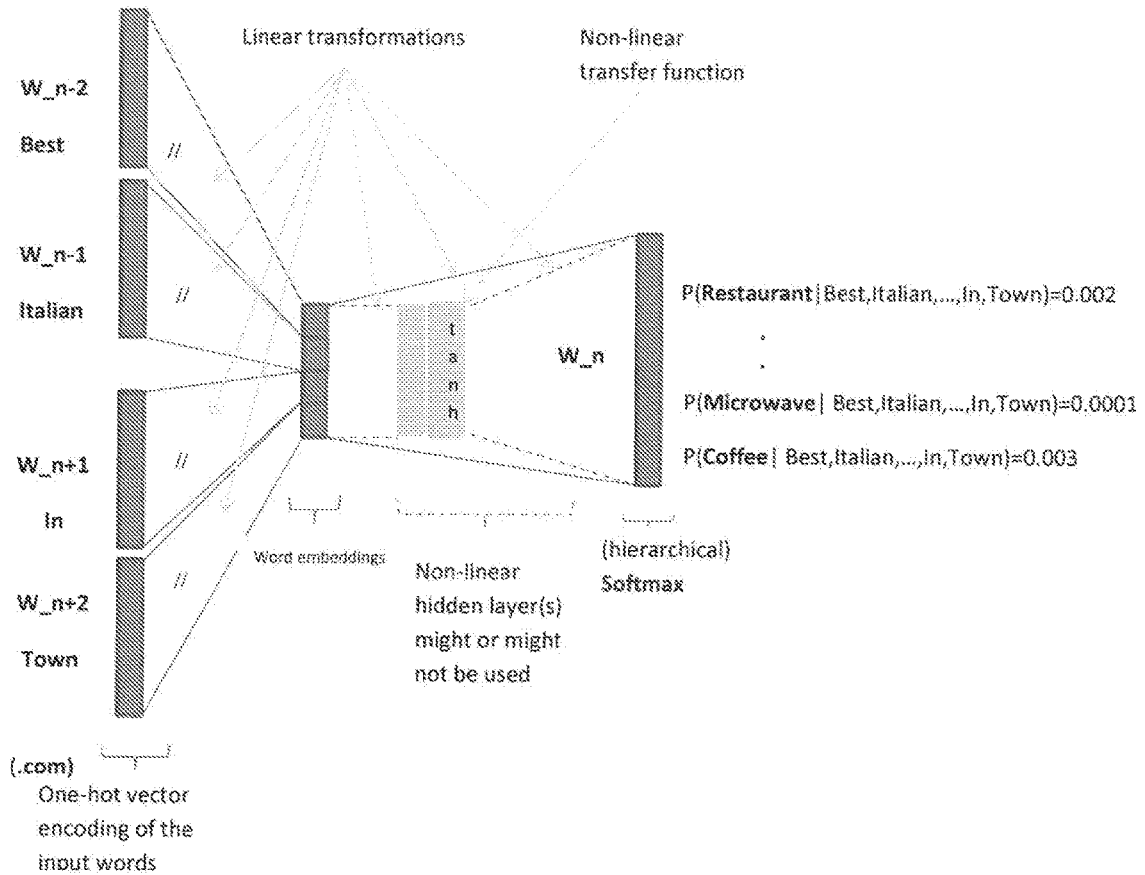 Linear transformations
Non-linear
transfer function
W_n-2
Best
//
W_n-1
Italian
//
W_n+1
In
//
W_n+2
Town
//
(.com)
One-hot vector
encoding of the
input words
Word embeddings
t
a
n
h
Non-linear
hidden layer(s)
might or might
not be used
W_n
(hierarchical)
Softmax
P(Restaurant|Best,Italian,...,In,Town)=0.002
.
.
P(Microwave| Best,Italian,...,In,Town)=0.0001
P(Coffee| Best,Italian,...,In,Town)=0.003